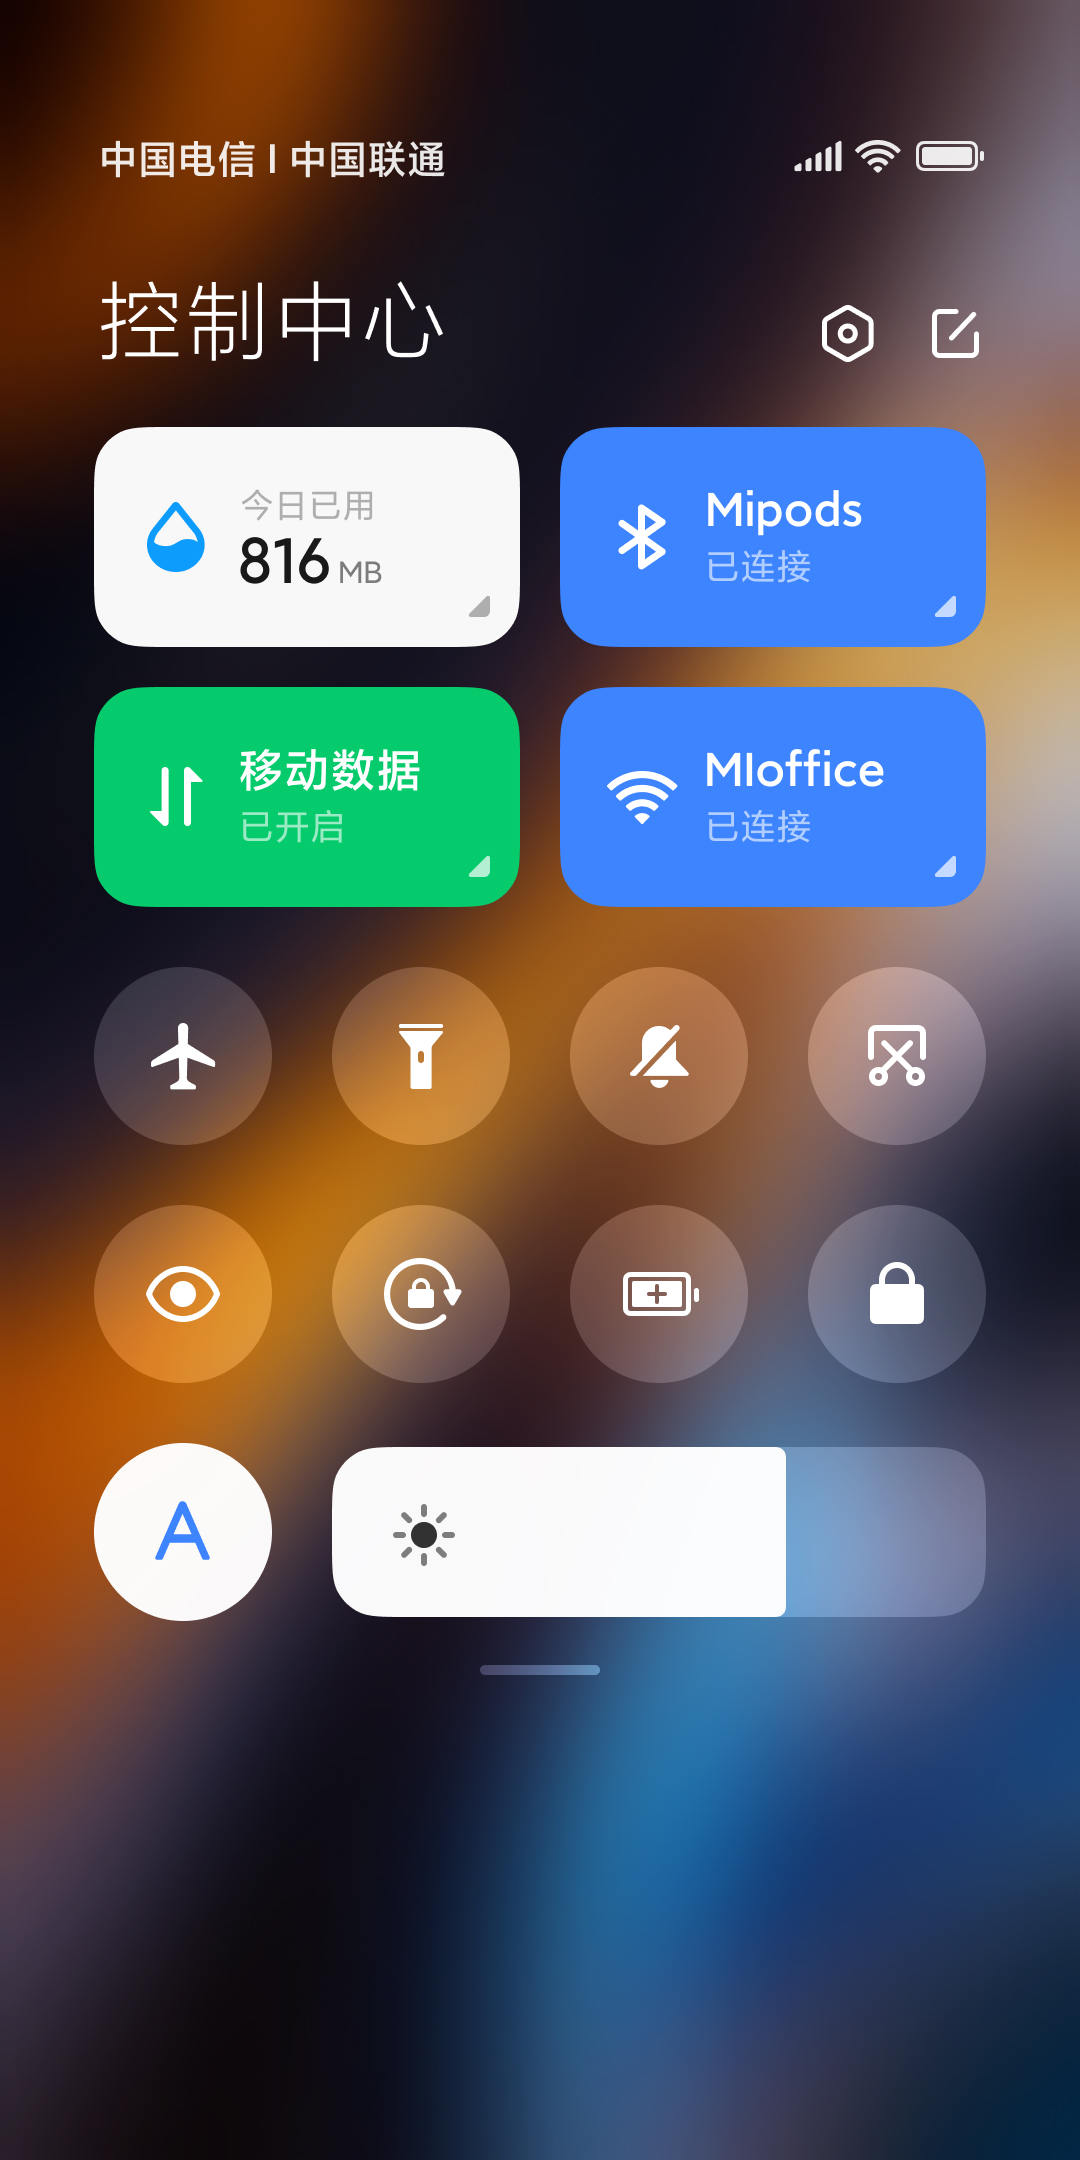 中国电信 | 中国联通
控制中心
今日已用
816 MB
Mipods
已连接
移动数据
已开启
MIoffice
已连接
A